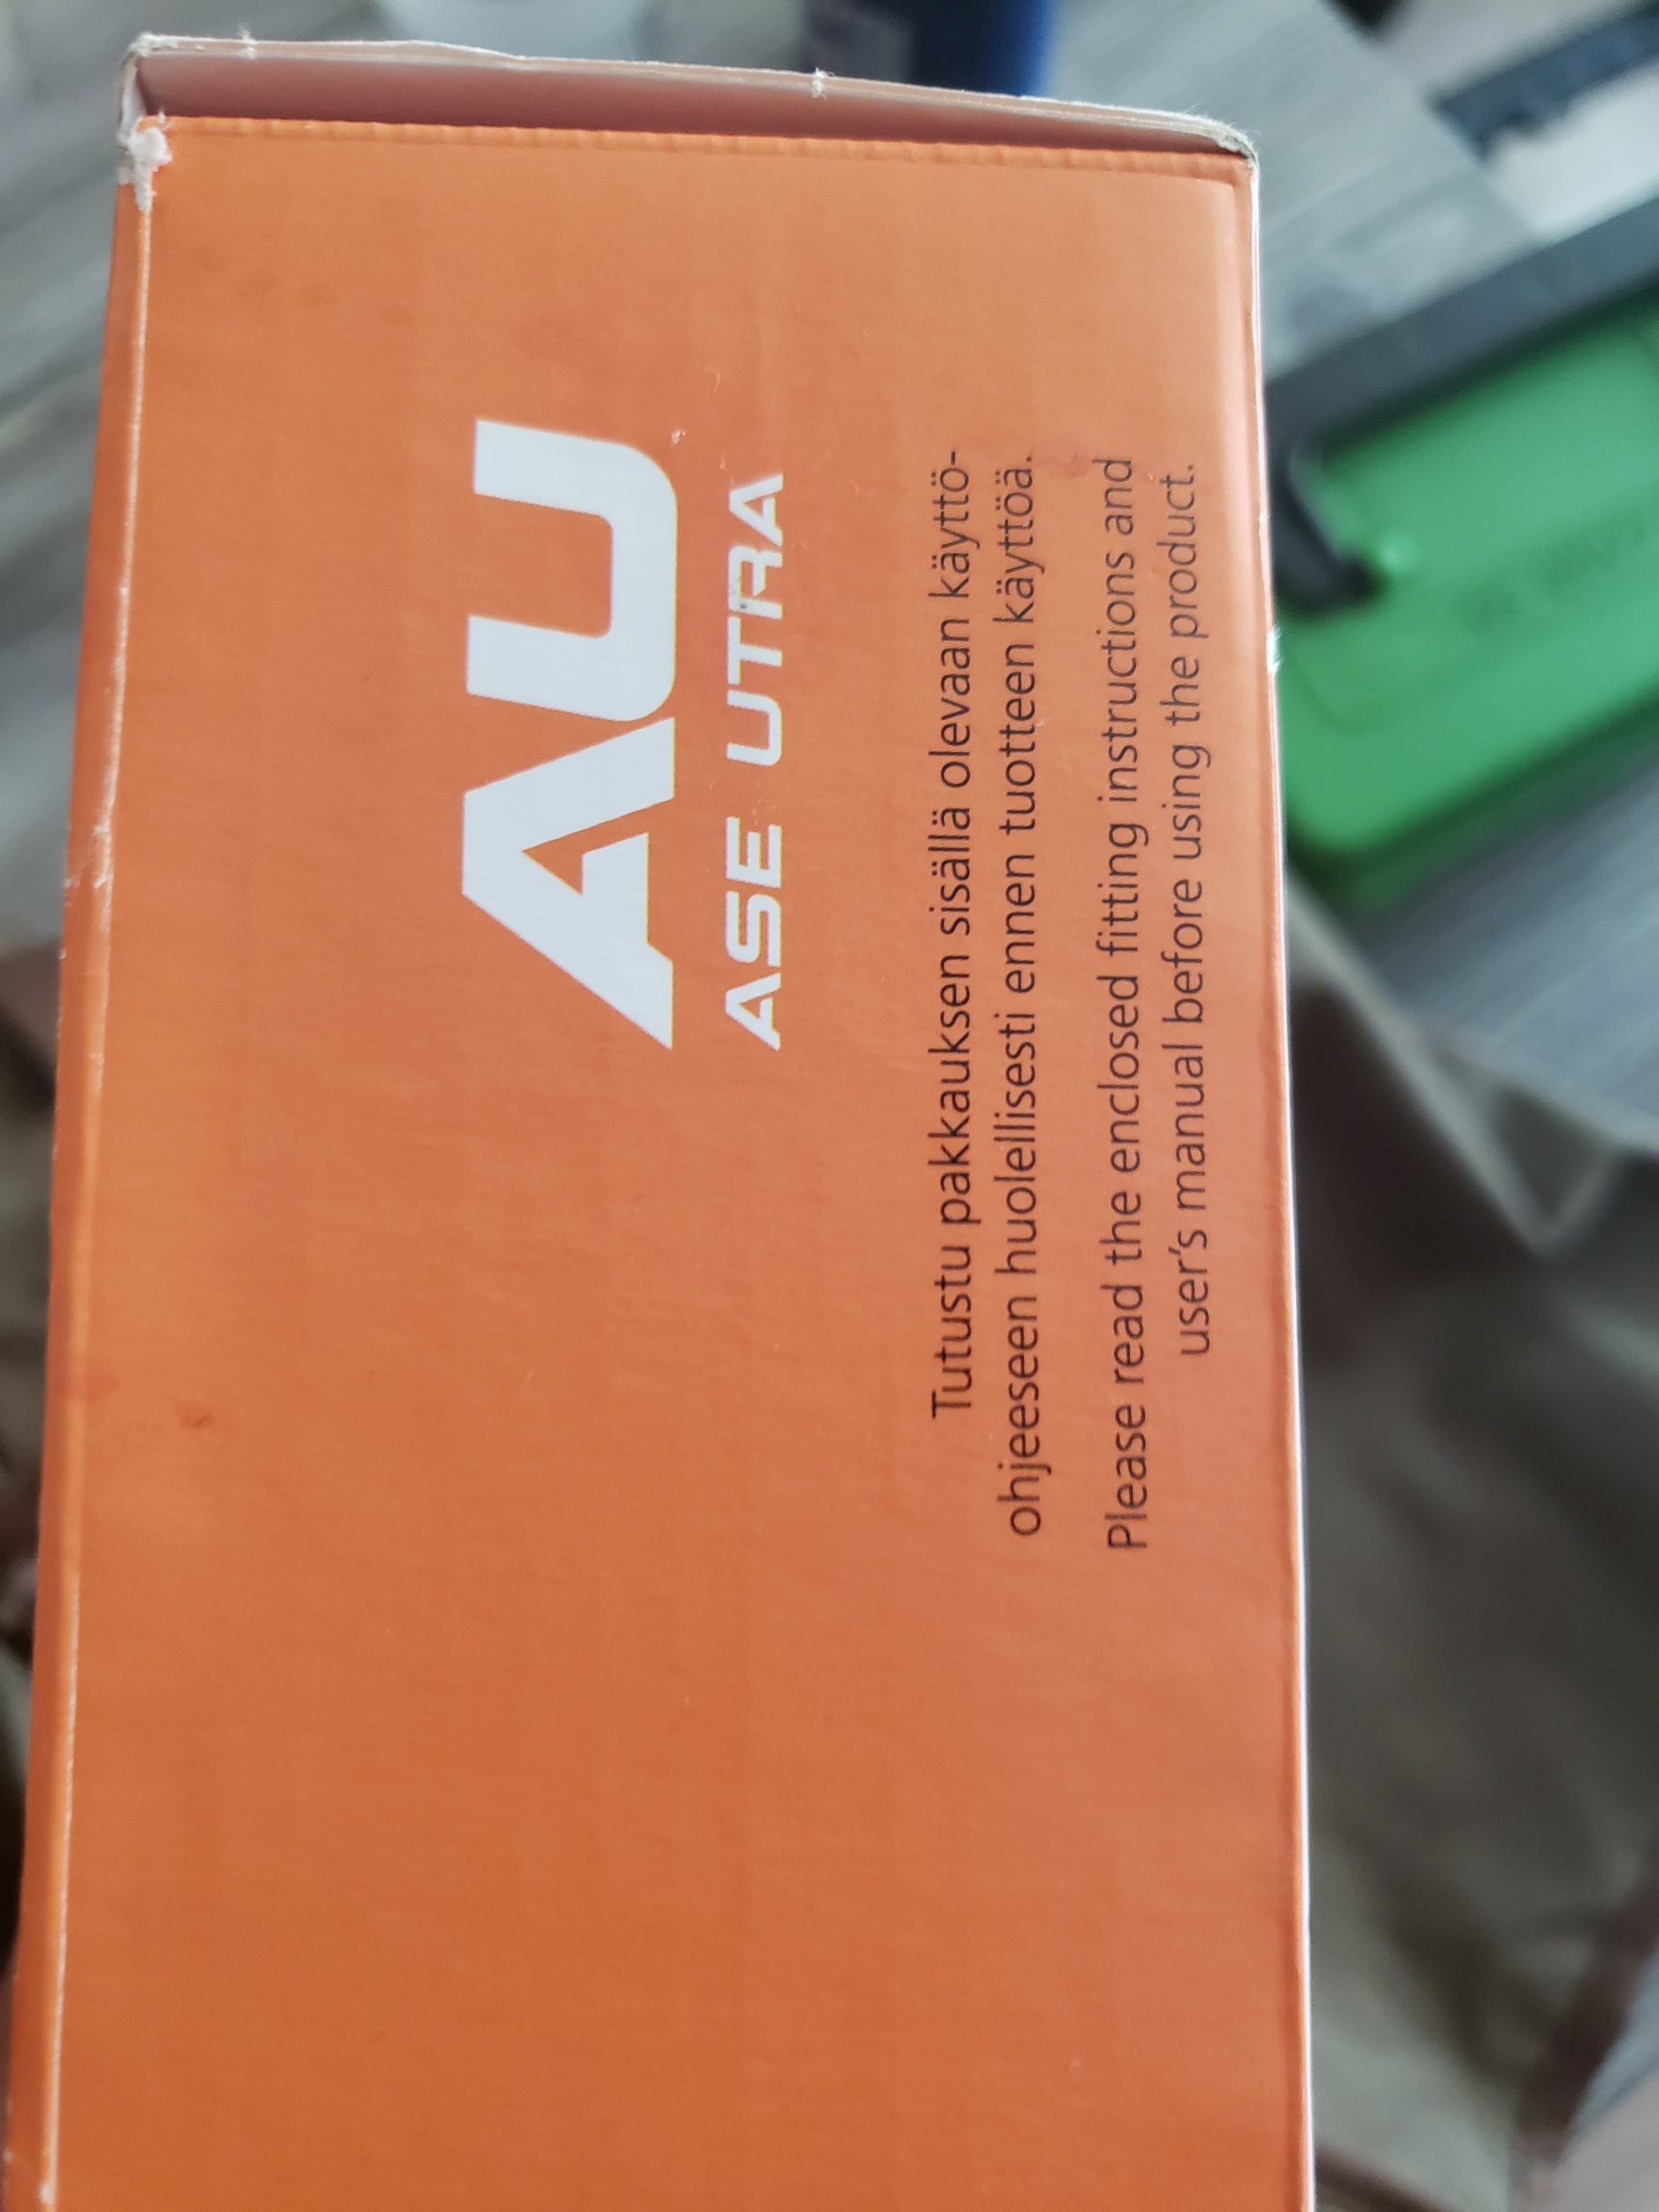 AU
ASE UTRA
Tutustu pakkauksen sisällä olevaan käyttö-
ohjeeseen huolellisesti ennen tuotteen käyttöä.
Please read the enclosed fitting instructions and
user's manual before using the product.